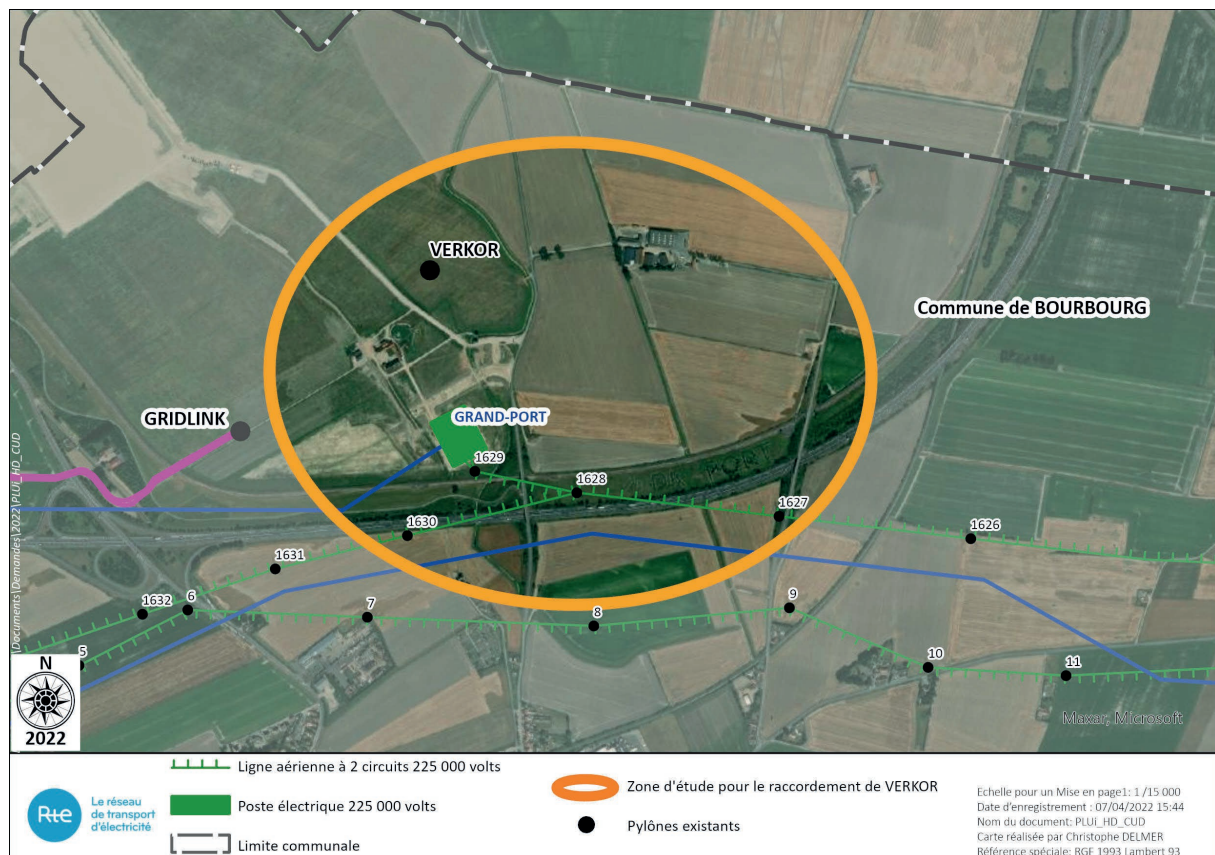 VERKOR
Commune de BOURBOURG
GRIDLINK
GRAND-PORT
1629
1628
1627
1626
1630
1631
1632
6
5
7
8
9
10
11
\Documents\Demandes\2022\PLUi_HD_CUD
N
2022
Maxar, Microsoft
Rte
Le réseau
de transport
d'électricité
Ligne aérienne à 2 circuits 225 000 volts
Poste électrique 225 000 volts
Limite communale
Zone d'étude pour le raccordement de VERKOR
Pylônes existants
Echelle pour un Mise en page1: 1 /15 000
Date d'enregistrement : 07/04/2022 15:44
Nom du document: PLUi_HD_CUD
Carte réalisée par Christophe DELMER
Référence spéciale: RGF 1993 Lambert 93